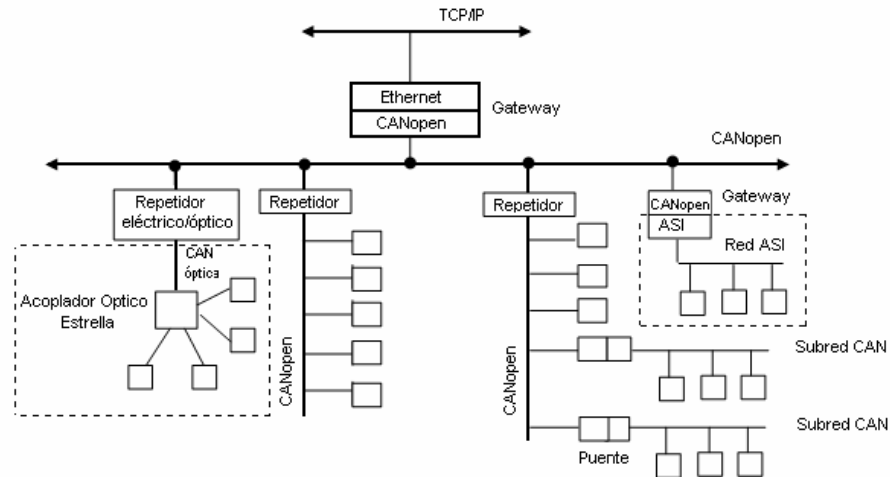 TCP/IP
Ethernet
CANopen
Gateway
CANopen
Repetidor
eléctrico/óptico
Repetidor
Repetidor
CANopen
ASI
Gateway
Red ASI
CAN
óptica
Acoplador Optico
Estrella
CANopen
CANopen
Subred CAN
Subred CAN
Puente